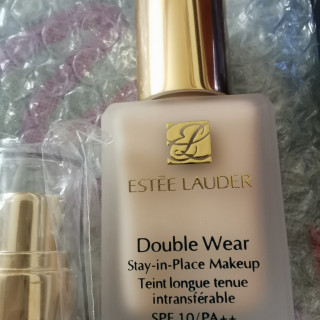 ESTĒE LAUDER
Double Wear
Stay-in-Place Makeup
Teint longue tenue
intransférable
SPF 10/PA++